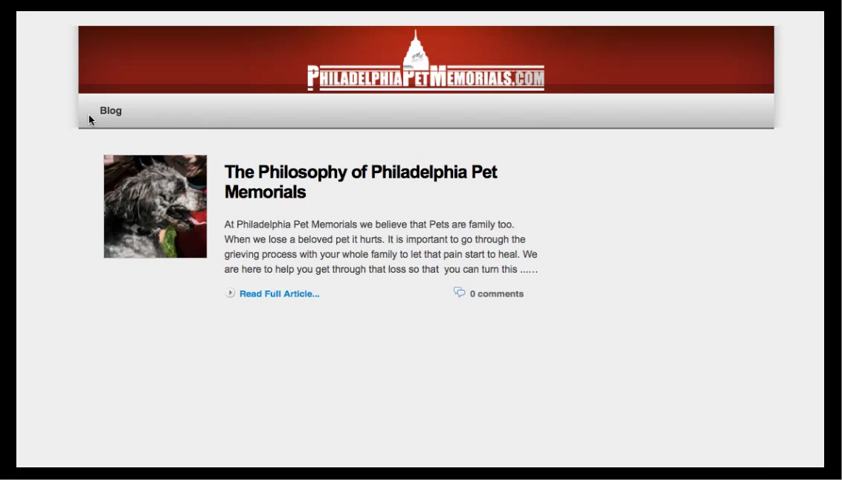 PHILADELPHIAPETMEMORIALS.COM
Blog
The Philosophy of Philadelphia Pet
Memorials
At Philadelphia Pet Memorials we believe that Pets are family too.
When we lose a beloved pet it hurts. It is important to go through the
grieving process with your whole family to let that pain start to heal. We
are here to help you get through that loss so that you can turn this ......
Read Full Article...
0 comments